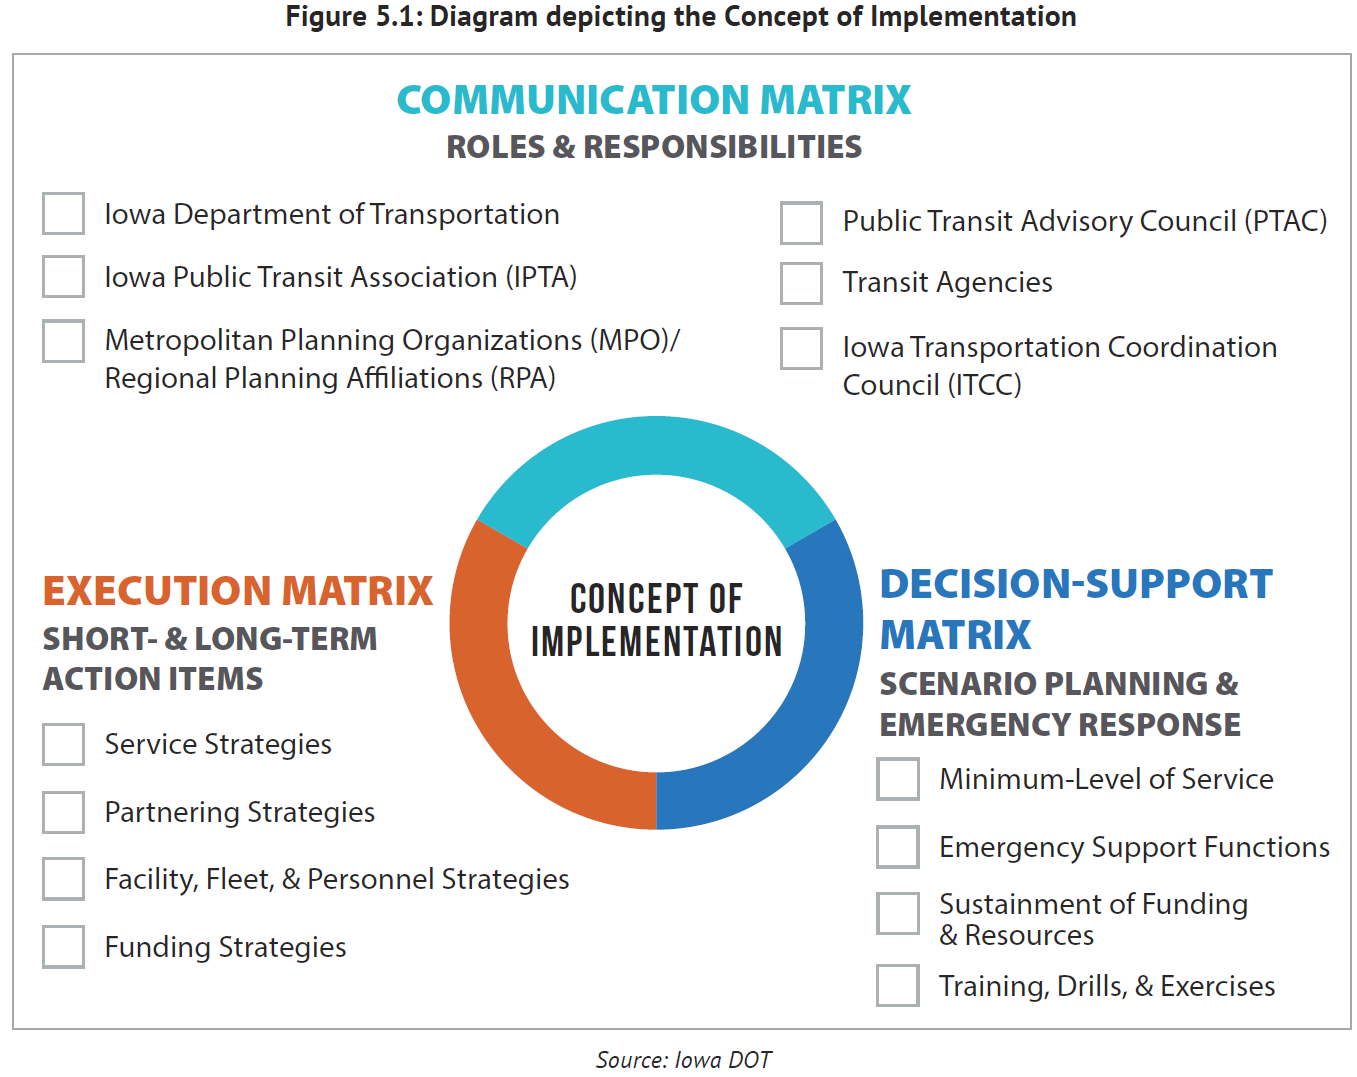 Figure 5.1: Diagram depicting the Concept of Implementation
COMMUNICATION MATRIX
ROLES & RESPONSIBILITIES
Iowa Department of Transportation
Iowa Public Transit Association (IPTA)
Metropolitan Planning Organizations (MPO)/
Regional Planning Affiliations (RPA)
Public Transit Advisory Council (PTAC)
Transit Agencies
Iowa Transportation Coordination
Council (ITCC)
CONCEPT OF
IMPLEMENTATION
EXECUTION MATRIX
SHORT- & LONG-TERM
ACTION ITEMS
Service Strategies
Partnering Strategies
Facility, Fleet, & Personnel Strategies
Funding Strategies
DECISION-SUPPORT
MATRIX
SCENARIO PLANNING &
EMERGENCY RESPONSE
Minimum-Level of Service
Emergency Support Functions
Sustainment of Funding
& Resources
Training, Drills, & Exercises
Source: Iowa DOT